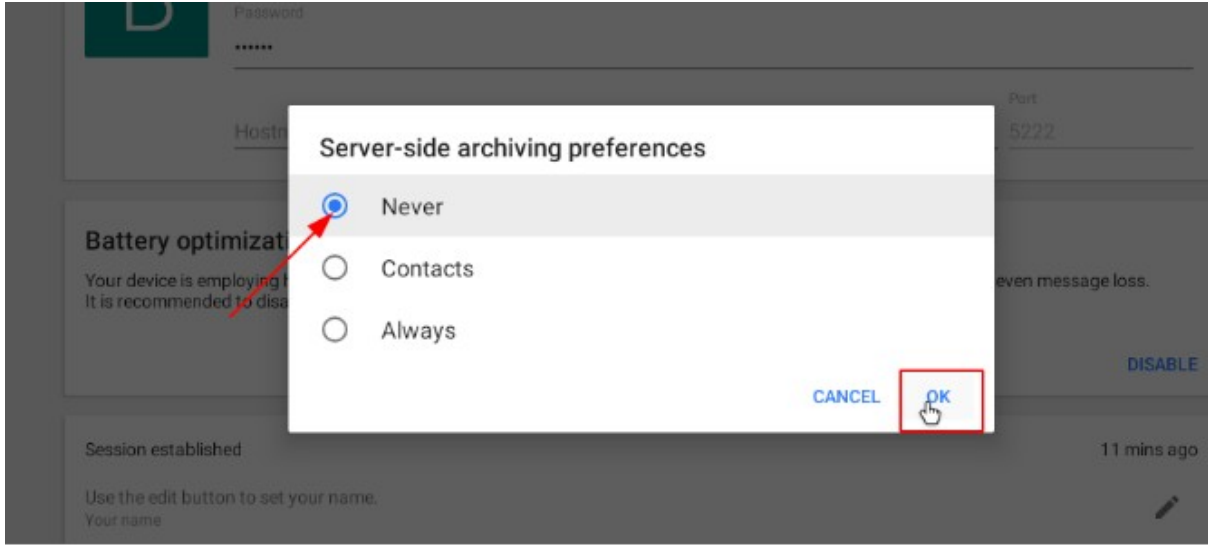 B
Password
••••••
Port
Hostn
5222
Server-side archiving preferences
Never
Contacts
Always
CANCEL
OK
Battery optimizati
Your device is employing h
even message loss.
It is recommended to disa
DISABLE
Session established
11 mins ago
Use the edit button to set your name.
Your name